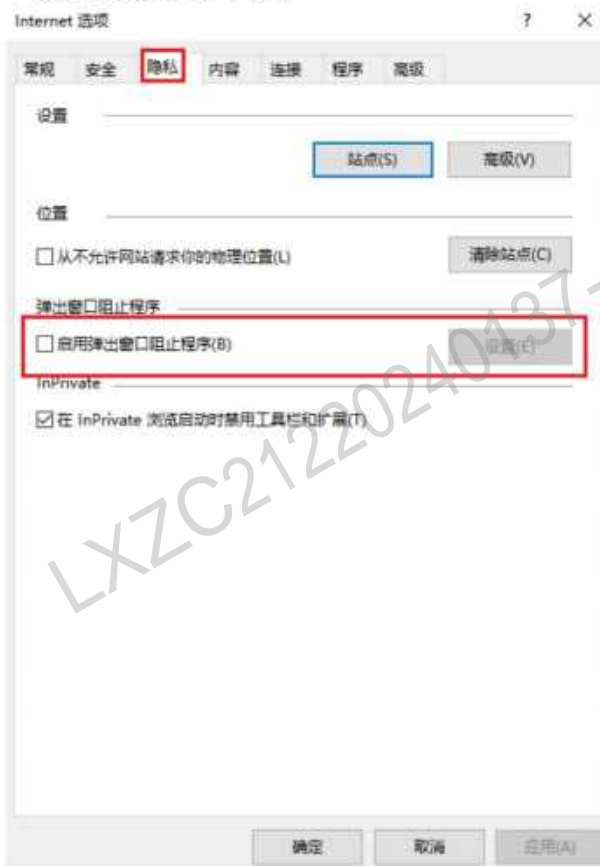 Internet 选项
?
常规 安全 隐私 内容 连接 程序 高级
设置
站点(S) 高级(V)
位置
从不允许网站请求你的物理位置(L) 清除站点(C)
弹出窗口阻止程序
启用弹出窗口阻止程序(B) 设置(E)
InPrivate
在 InPrivate 浏览启动时禁用工具栏和扩展(T)
LXZC21220240137-
确定 取消 应用(A)